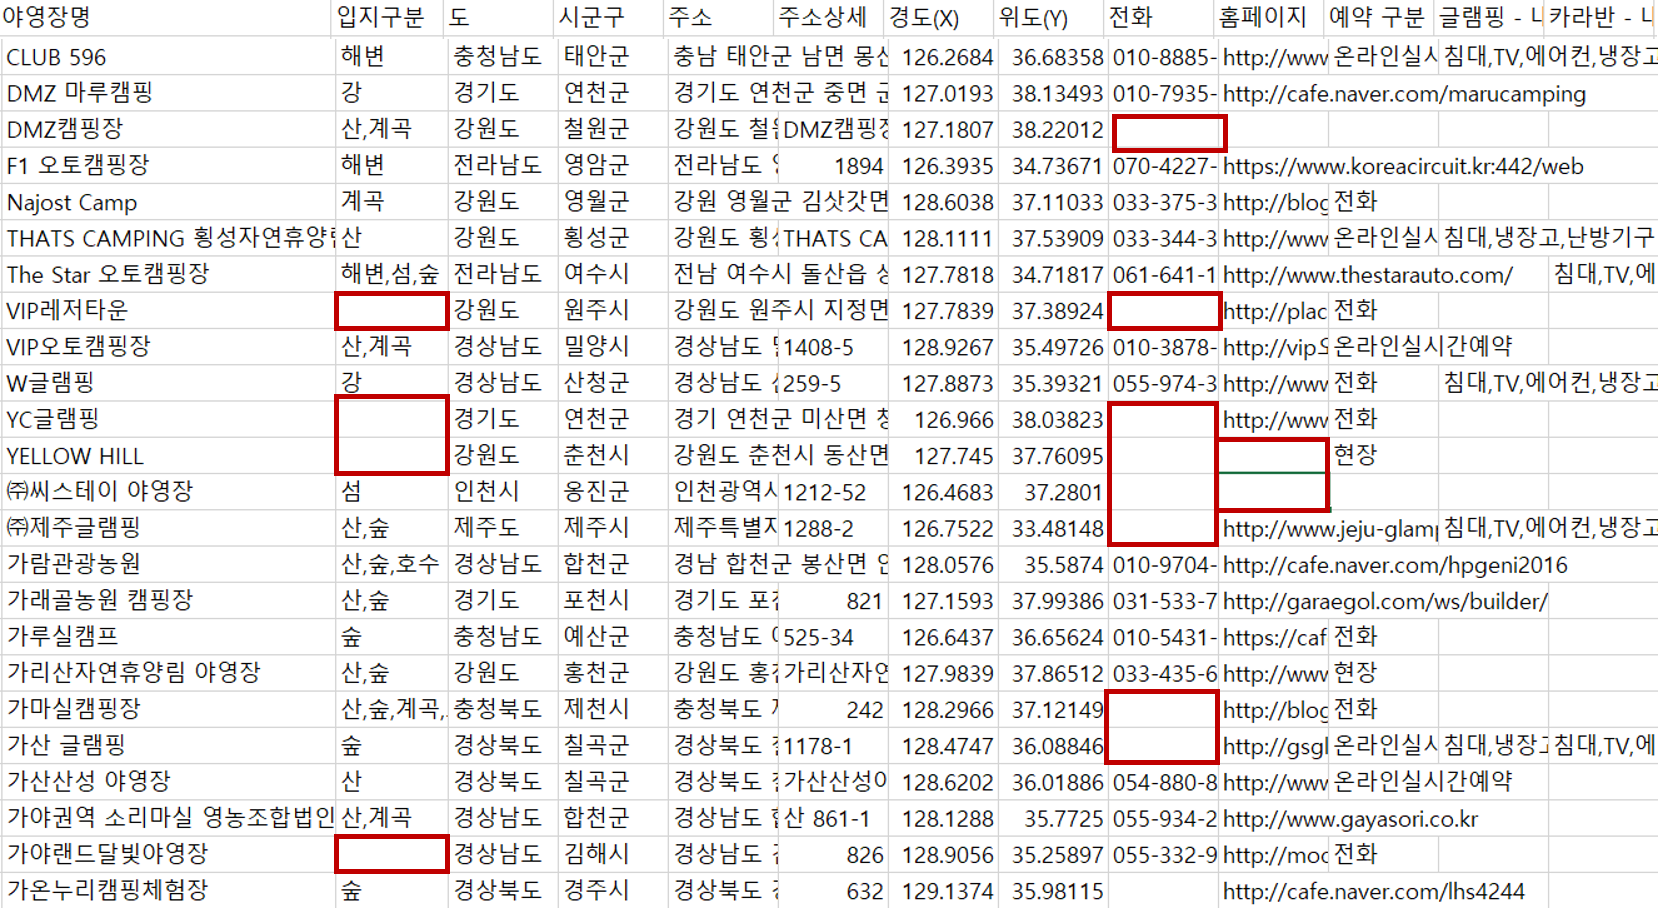 야영장명 입지구분 도 시군구 주소 주소상세 경도(X) 위도(Y) 전화 홈페이지 예약 구분 글램핑 - 카라반 -
CLUB 596 해변 충청남도 태안군 충남 태안군 남면 몽산 126.2684 36.68358 010-8885- http://www 온라인실시 침대,TV,에어컨,냉장고
DMZ 마루캠핑 강 경기도 연천군 경기도 연천군 중면 군 127.0193 38.13493 010-7935- http://cafe.naver.com/marucamping
DMZ캠핑장 산,계곡 강원도 철원군 강원도 철원 DMZ캠핑장 127.1807 38.22012
F1 오토캠핑장 해변 전라남도 영암군 전라남도 1894 126.3935 34.73671 070-4227- https://www.koreacircuit.kr:442/web
Najost Camp 계곡 강원도 영월군 강원 영월군 김삿갓면 128.6038 37.11033 033-375-3 http://blog 전화
THATS CAMPING 횡성자연휴양림 산 강원도 횡성군 강원도 횡성 THATS CA 128.1111 37.53909 033-344-3 http://www 온라인실시 침대,냉장고,난방기구
The Star 오토캠핑장 해변,섬,숲 전라남도 여수시 전남 여수시 돌산읍 127.7818 34.71817 061-641-1 http://www.thestarauto.com/ 침대,TV,에
VIP레저타운 강원도 원주시 강원도 원주시 지정면 127.7839 37.38924 http://plac 전화
VIP오토캠핑장 산,계곡 경상남도 밀양시 경상남도 1408-5 128.9267 35.49726 010-3878- http://vip오 온라인실시간예약
W글램핑 강 경상남도 산청군 경상남도 259-5 127.8873 35.39321 055-974-3 http://www 전화 침대,TV,에어컨,냉장고
YC글램핑 경기도 연천군 경기 연천군 미산면 126.966 38.03823 http://www 전화
YELLOW HILL 강원도 춘천시 강원도 춘천시 동산면 127.745 37.76095 현장
㈜씨스테이 야영장 섬 인천시 옹진군 인천광역시 1212-52 126.4683 37.2801
㈜제주글램핑 산,숲 제주도 제주시 제주특별자 1288-2 126.7522 33.48148 http://www.jeju-glamp 침대,TV,에어컨,냉장고
가람관광농원 산,숲,호수 경상남도 합천군 경남 합천군 봉산면 128.0576 35.5874 010-9704- http://cafe.naver.com/hpgeni2016
가래골농원 캠핑장 산,숲 경기도 포천시 경기도 포천 821 127.1593 37.99386 031-533-7 http://garaegol.com/ws/builder/
가루실캠프 숲 충청남도 예산군 충청남도 525-34 126.6437 36.65624 010-5431- https://caf 전화
가리산자연휴양림 야영장 산,숲 강원도 홍천군 강원도 홍천 가리산자연 127.9839 37.86512 033-435-6 http://www 현장
가마실캠핑장 산,숲,계곡, 충청북도 제천시 충청북도 242 128.2966 37.12149 http://blog 전화
가산 글램핑 숲 경상북도 칠곡군 경상북도 1178-1 128.4747 36.08846 http://gsgl 온라인실시 침대,냉장고 침대,TV,에
가산산성 야영장 산 경상북도 칠곡군 경상북도 가산산성야 128.6202 36.01886 054-880-8 http://www 온라인실시간예약
가야권역 소리마실 영농조합법인 산,계곡 경상남도 합천군 경상남도 산 861-1 128.1288 35.7725 055-934-2 http://www.gayasori.co.kr
가야랜드달빛야영장 경상남도 김해시 경상남도 826 128.9056 35.25897 055-332-9 http://moo 전화
가온누리캠핑체험장 숲 경상북도 경주시 경상북도 632 129.1374 35.98115 http://cafe.naver.com/lhs4244